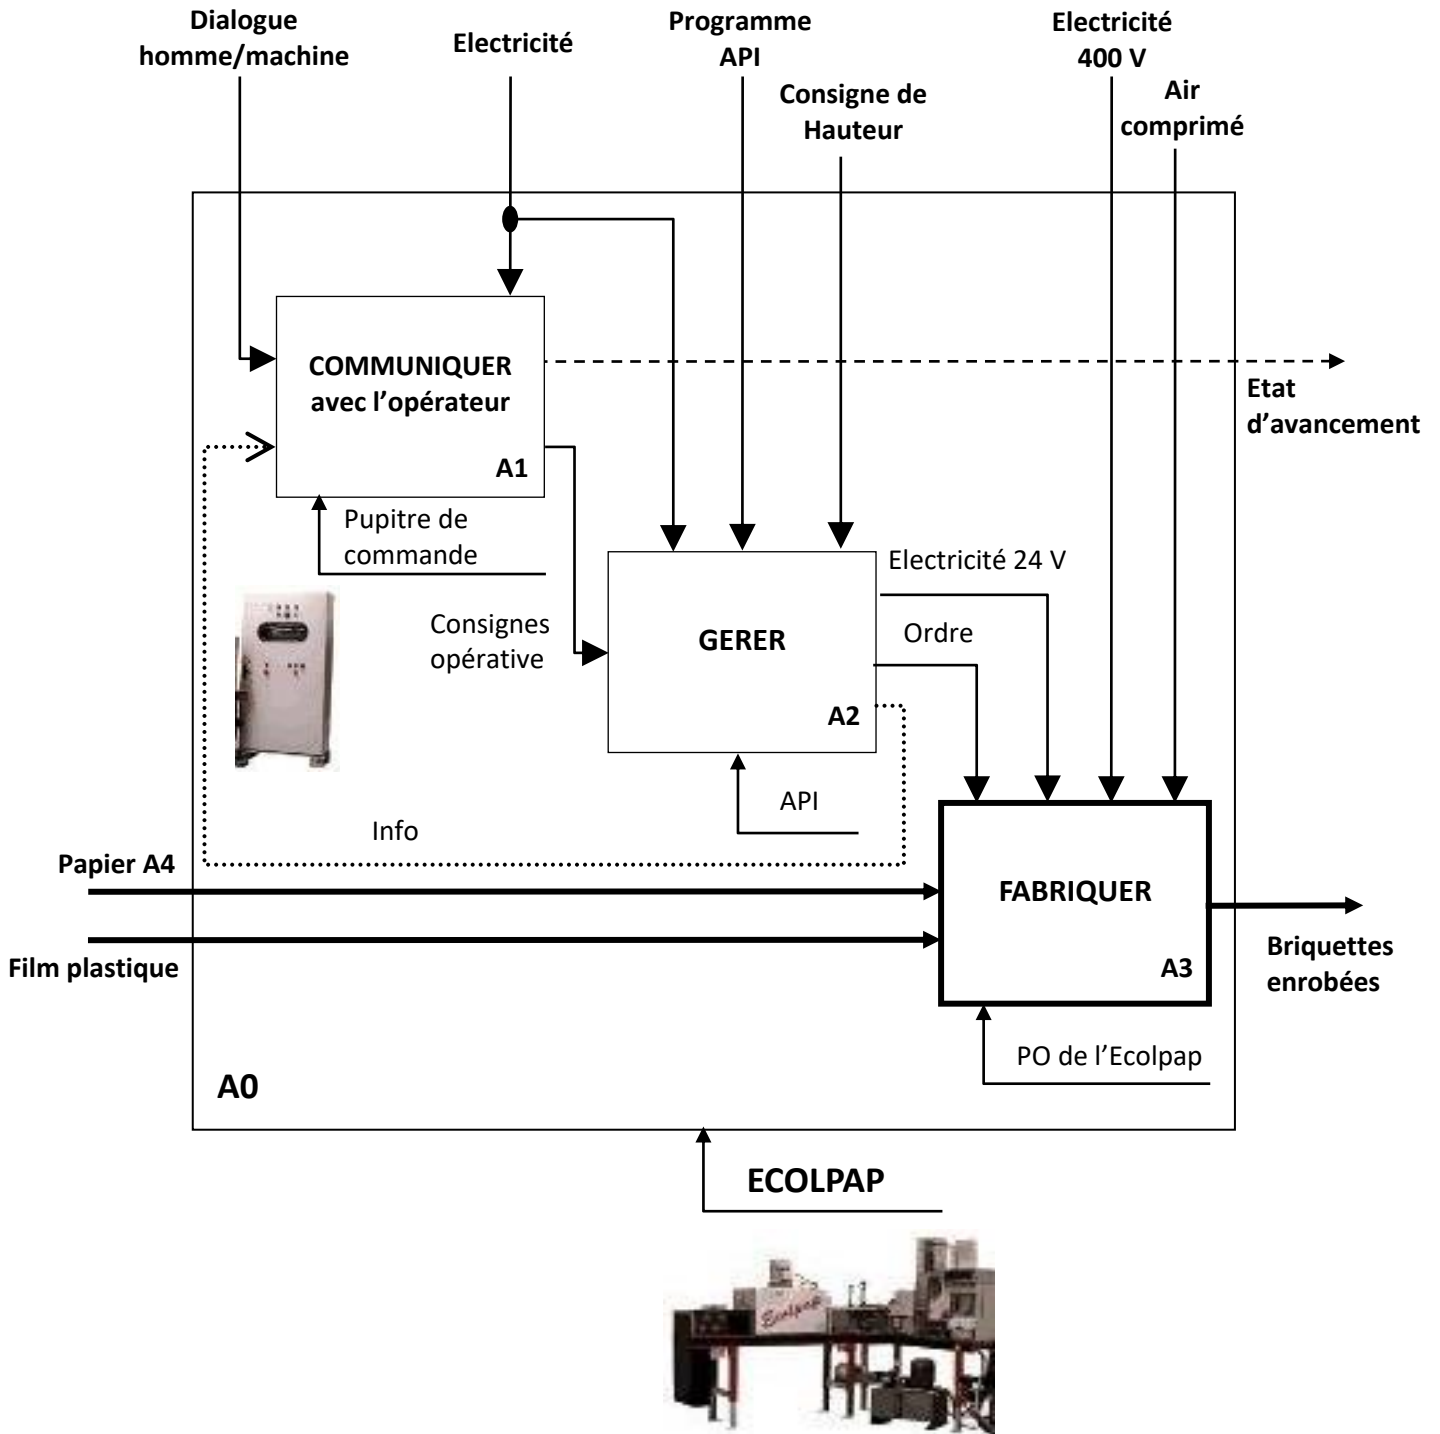 Dialogue
homme/machine
Electricité
Programme
API
Consigne de
Hauteur
Electricité
400 V
Air
comprimé
COMMUNIQUER
avec l'opérateur
A1
Etat
d'avancement
Pupitre de
commande
Consignes
opérative
Electricité 24 V
Ordre
GERER
A2
API
Info
Papier A4
Film plastique
FABRIQUER
A3
Briquettes
enrobées
PO de l'Ecolpap
A0
ECOLPAP
Ecolpap